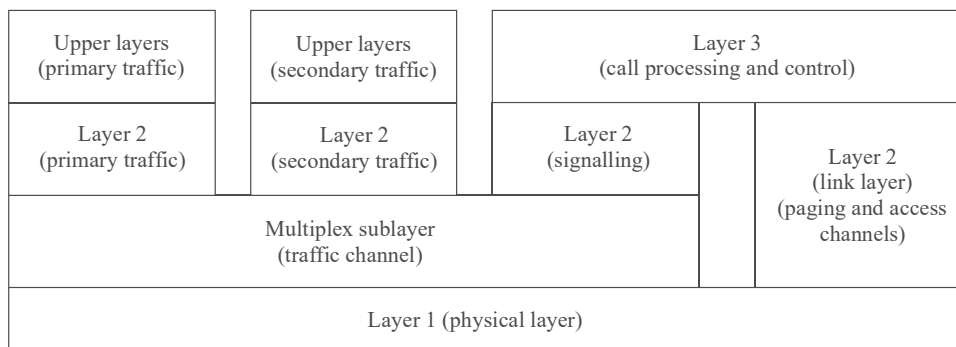 Upper layers
(primary traffic)
Upper layers
(secondary traffic)
Layer 3
(call processing and control)
Layer 2
(primary traffic)
Layer 2
(secondary traffic)
Layer 2
(signalling)
Layer 2
(link layer)
(paging and access
channels)
Multiplex sublayer
(traffic channel)
Layer 1 (physical layer)